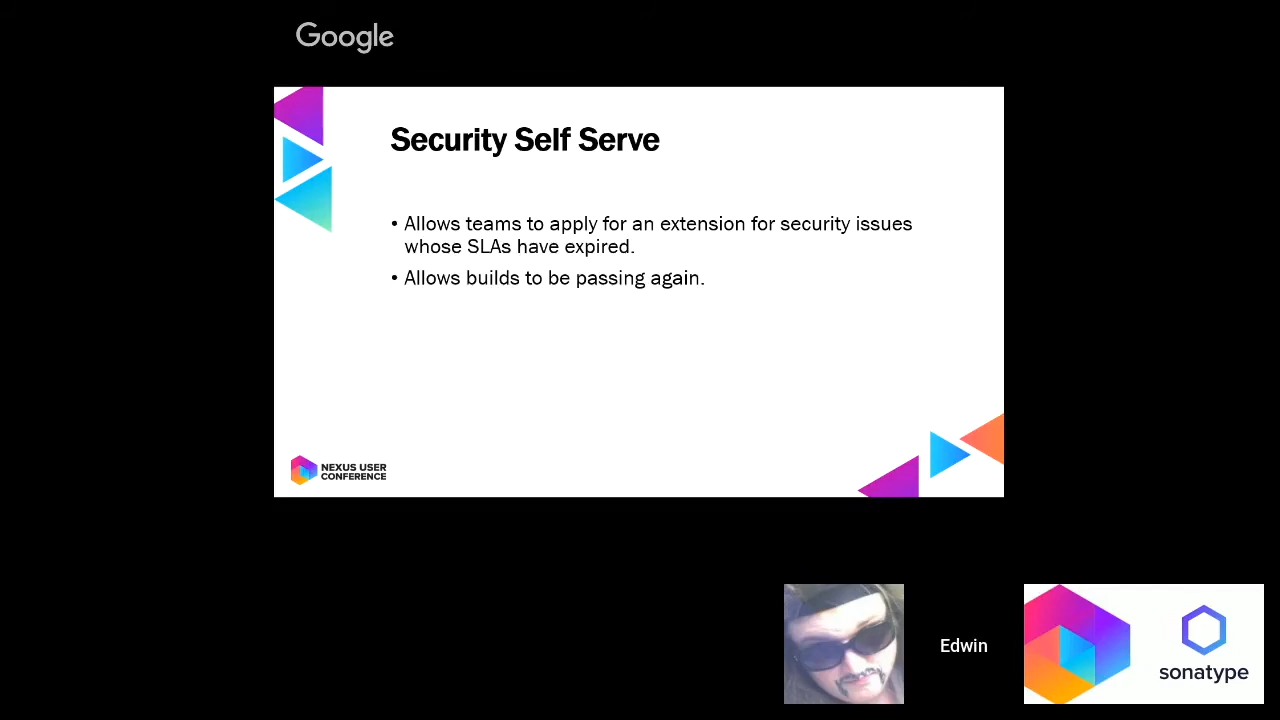 Google
Security Self Serve
• Allows teams to apply for an extension for security issues
whose SLAs have expired.
• Allows builds to be passing again.
NEXUS USER
CONFERENCE
Edwin
sonatype